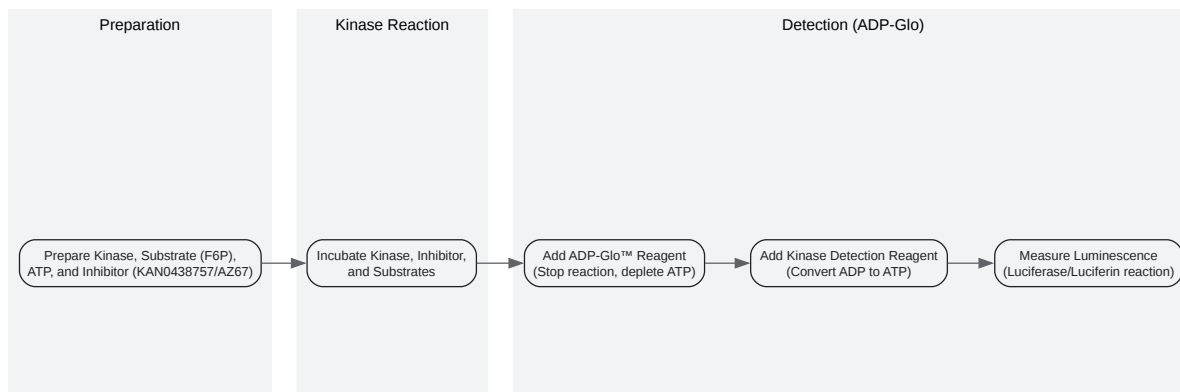 Preparation
Kinase Reaction
Detection (ADP-Glo)
Prepare Kinase, Substrate (F6P),
ATP, and Inhibitor (KAN0438757/AZ67)
Incubate Kinase, Inhibitor,
and Substrates
Add ADP-Glo™ Reagent
(Stop reaction, deplete ATP)
Add Kinase Detection Reagent
(Convert ADP to ATP)
Measure Luminescence
(Luciferase/Luciferin reaction)